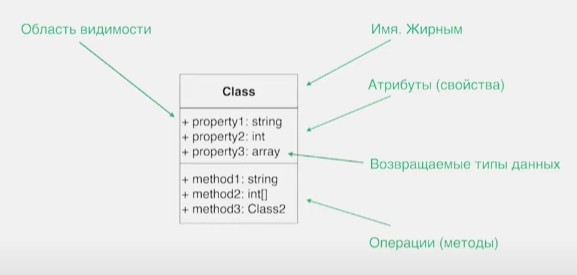 Область видимости
Имя. Жирным
Class
Атрибуты (свойства)
+ property1: string
+ property2: int
+ property3: array
Возвращаемые типы данных
+ method1: string
+ method2: int[]
+ method3: Class2
Операции (методы)